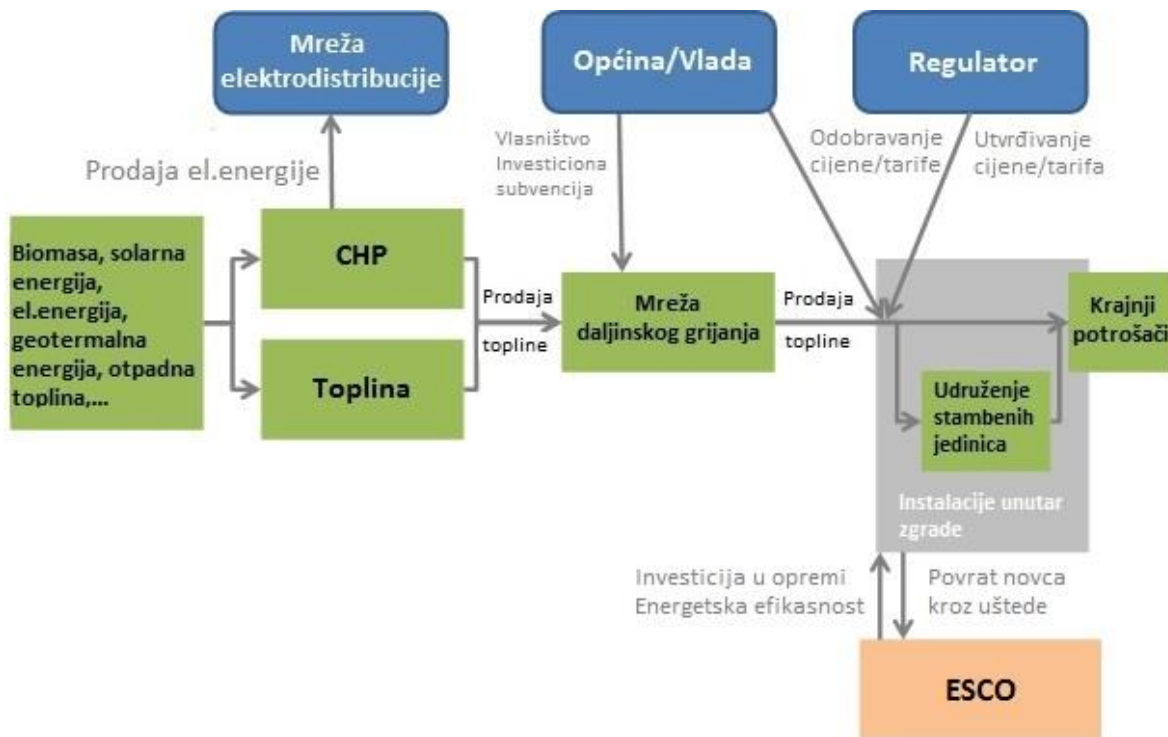 Mreža
elektrodistribucije
Općina/Vlada
Regulator
Prodaja el.energije
Vlasništvo
Investiciona
subvencija
Odobravanje
cijene/tarife
Utvrđivanje
cijene/tarifa
Biomasa, solarna
energija,
el.energija,
geotermalna
energija, otpadna
toplina,...
CHP
Toplina
Prodaja
topline
Mreža
daljinskog grijanja
Prodaja
topline
Krajnji
potrošači
Udruženje
stambenih
jedinica
Instalacije unutar
zgrade
Investicija u opremi
Energetska efikasnost
Povrat novca
kroz uštede
ESCO